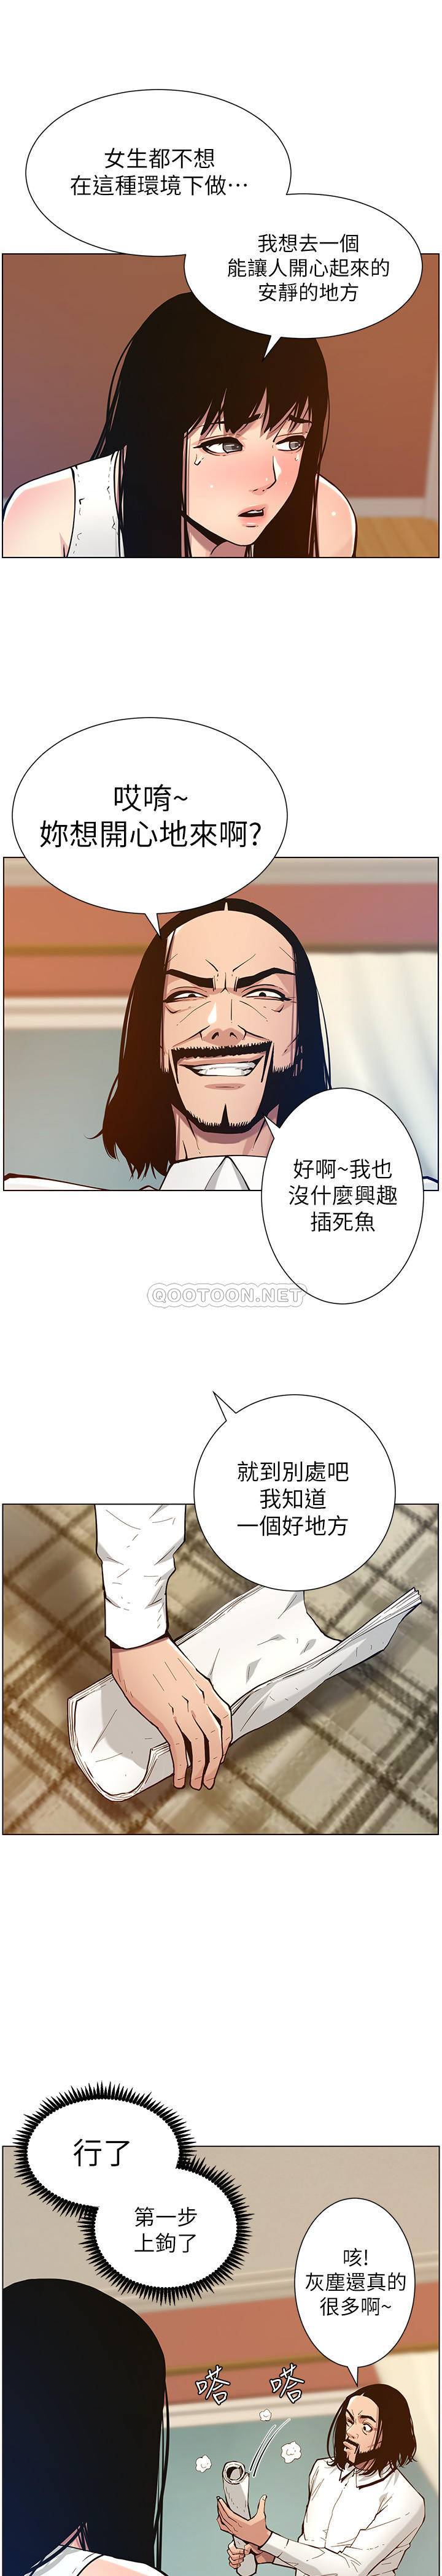 女生都不想
在這種環境下做…
我想去一個
能讓人開心起來的
安靜的地方
哎唷~
妳想開心地來啊?
好啊~我也
沒什麼興趣
插死魚
QOOTOON.NET
就到別處吧
我知道
一個好地方
行了
第一步
上鉤了
咳!
灰塵還真的
很多啊~
嗒 嗒